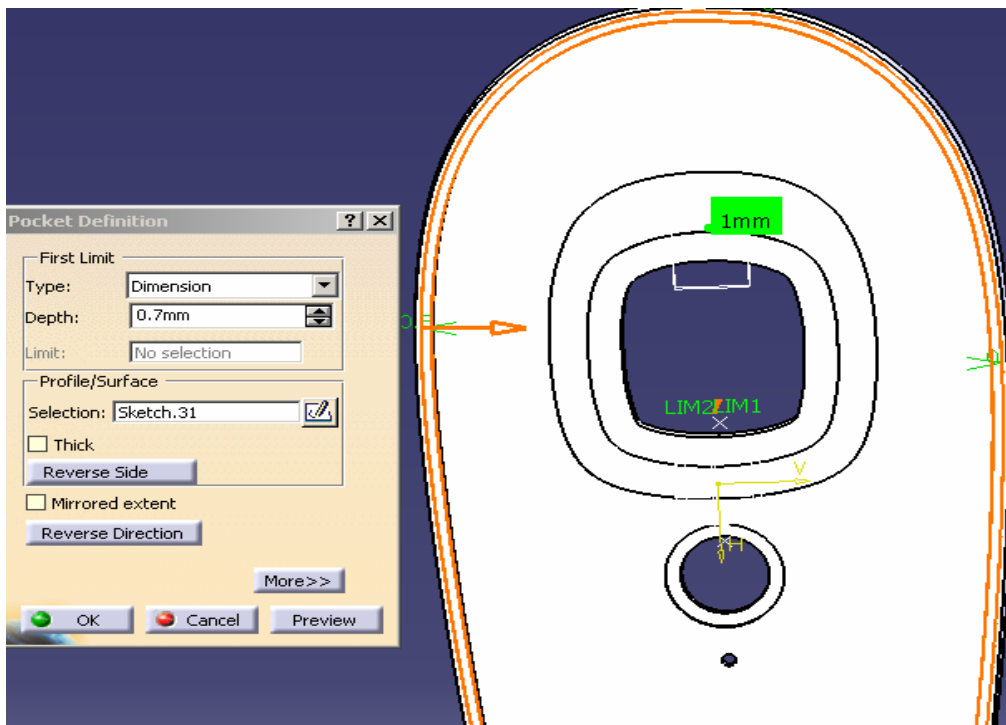 Pocket Definition
First Limit
Type: Dimension
Depth: 0.7mm
Limit: No selection
Profile/Surface
Selection: Sketch.31
Thick
Reverse Side
Mirrored extent
Reverse Direction
More>>
OK Cancel Preview
1mm
LIM2 LIM1
V
H